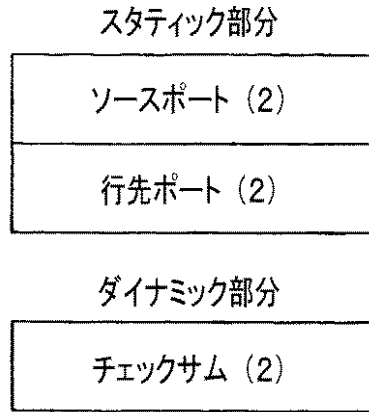 スタティック部分
ソースポート（2）
行先ポート（2）
ダイナミック部分
チェックサム（2）